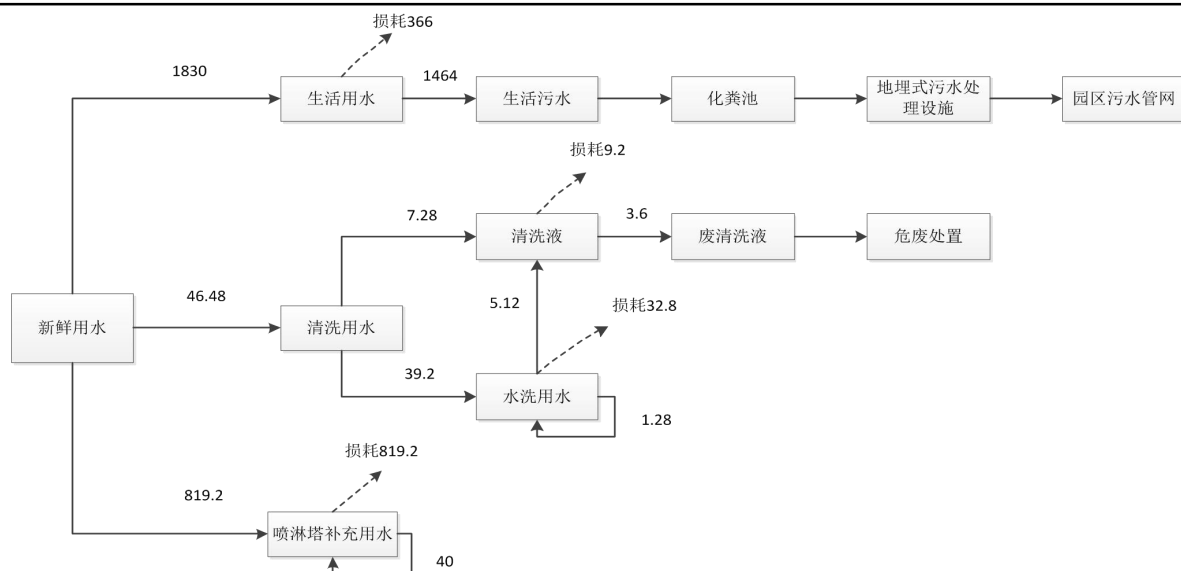 损耗366
1830
生活用水
1464
生活污水
化粪池
地埋式污水处
理设施
园区污水管网
损耗9.2
7.28
清洗液
3.6
废清洗液
危废处置
新鲜用水
46.48
清洗用水
5.12
损耗32.8
39.2
水洗用水
1.28
损耗819.2
819.2
喷淋塔补充用水
40